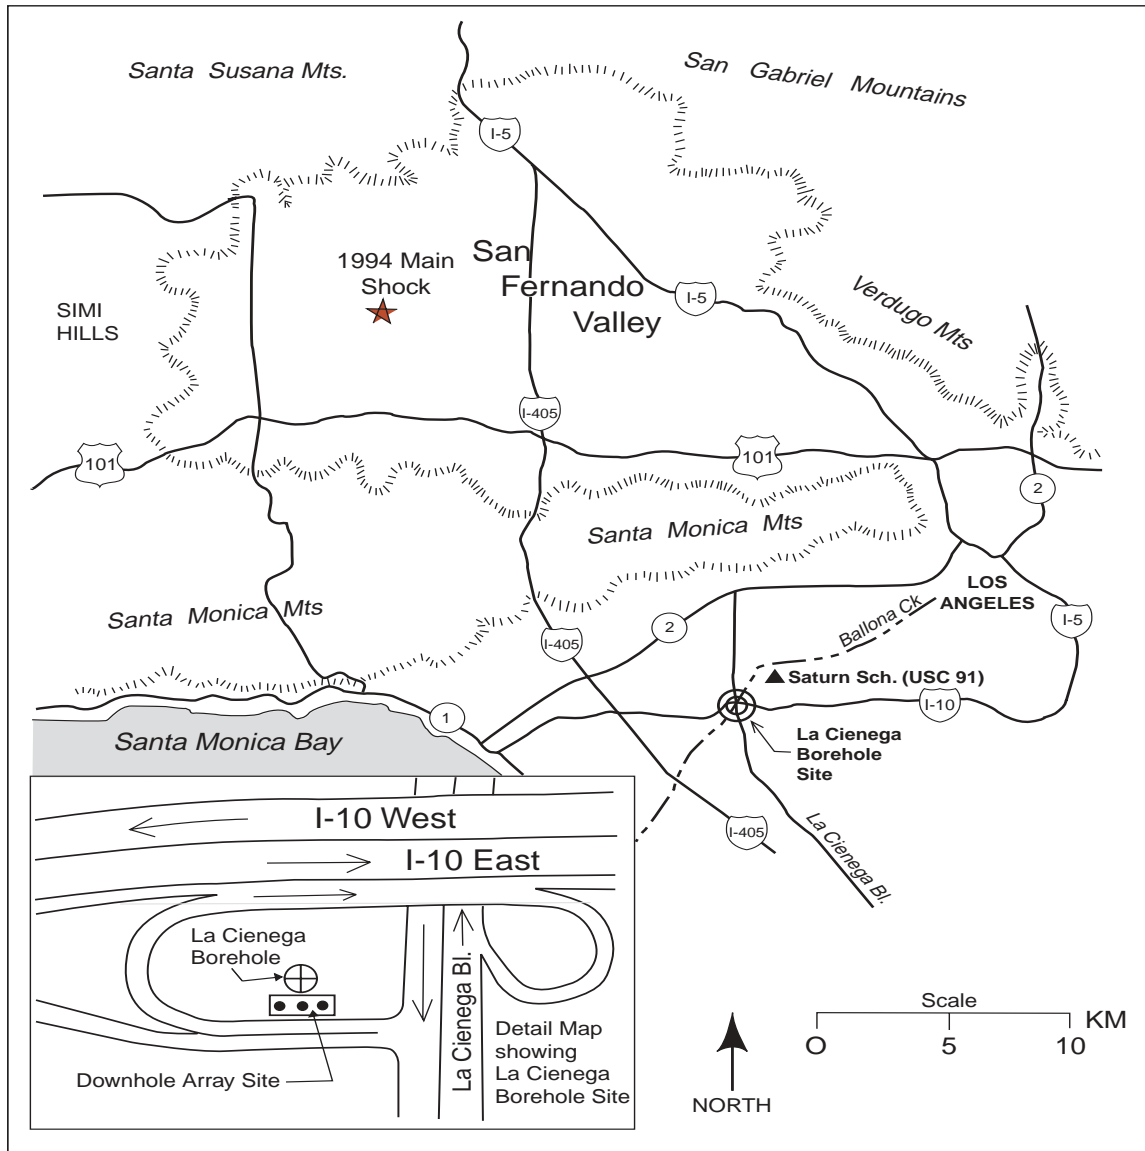 Santa Susana Mts.
San Gabriel Mountains
I-5
1994 Main
Shock
San
Fernando
Valley
I-5
Verdugo Mts
SIMI
HILLS
I-405
101
101
2
Santa Monica Mts
Santa Monica Mts
LOS
ANGELES
Ballona Ck
I-5
2
I-405
Saturn Sch. (USC 91)
I-10
1
La Cienega
Borehole
Site
Santa Monica Bay
I-405
La Cienega Bl.
I-10 West
I-10 East
La Cienega
Borehole
La Cienega Bl.
Downhole Array Site
Detail Map
showing
La Cienega
Borehole Site
NORTH
Scale
KM
O 5 10